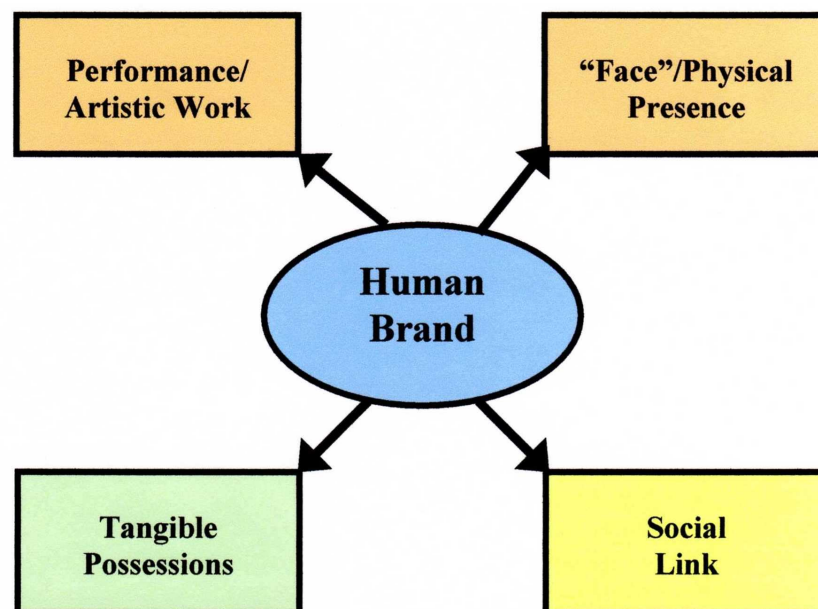 Performance/
Artistic Work
“Face”/Physical
Presence
Human
Brand
Tangible
Possessions
Social
Link